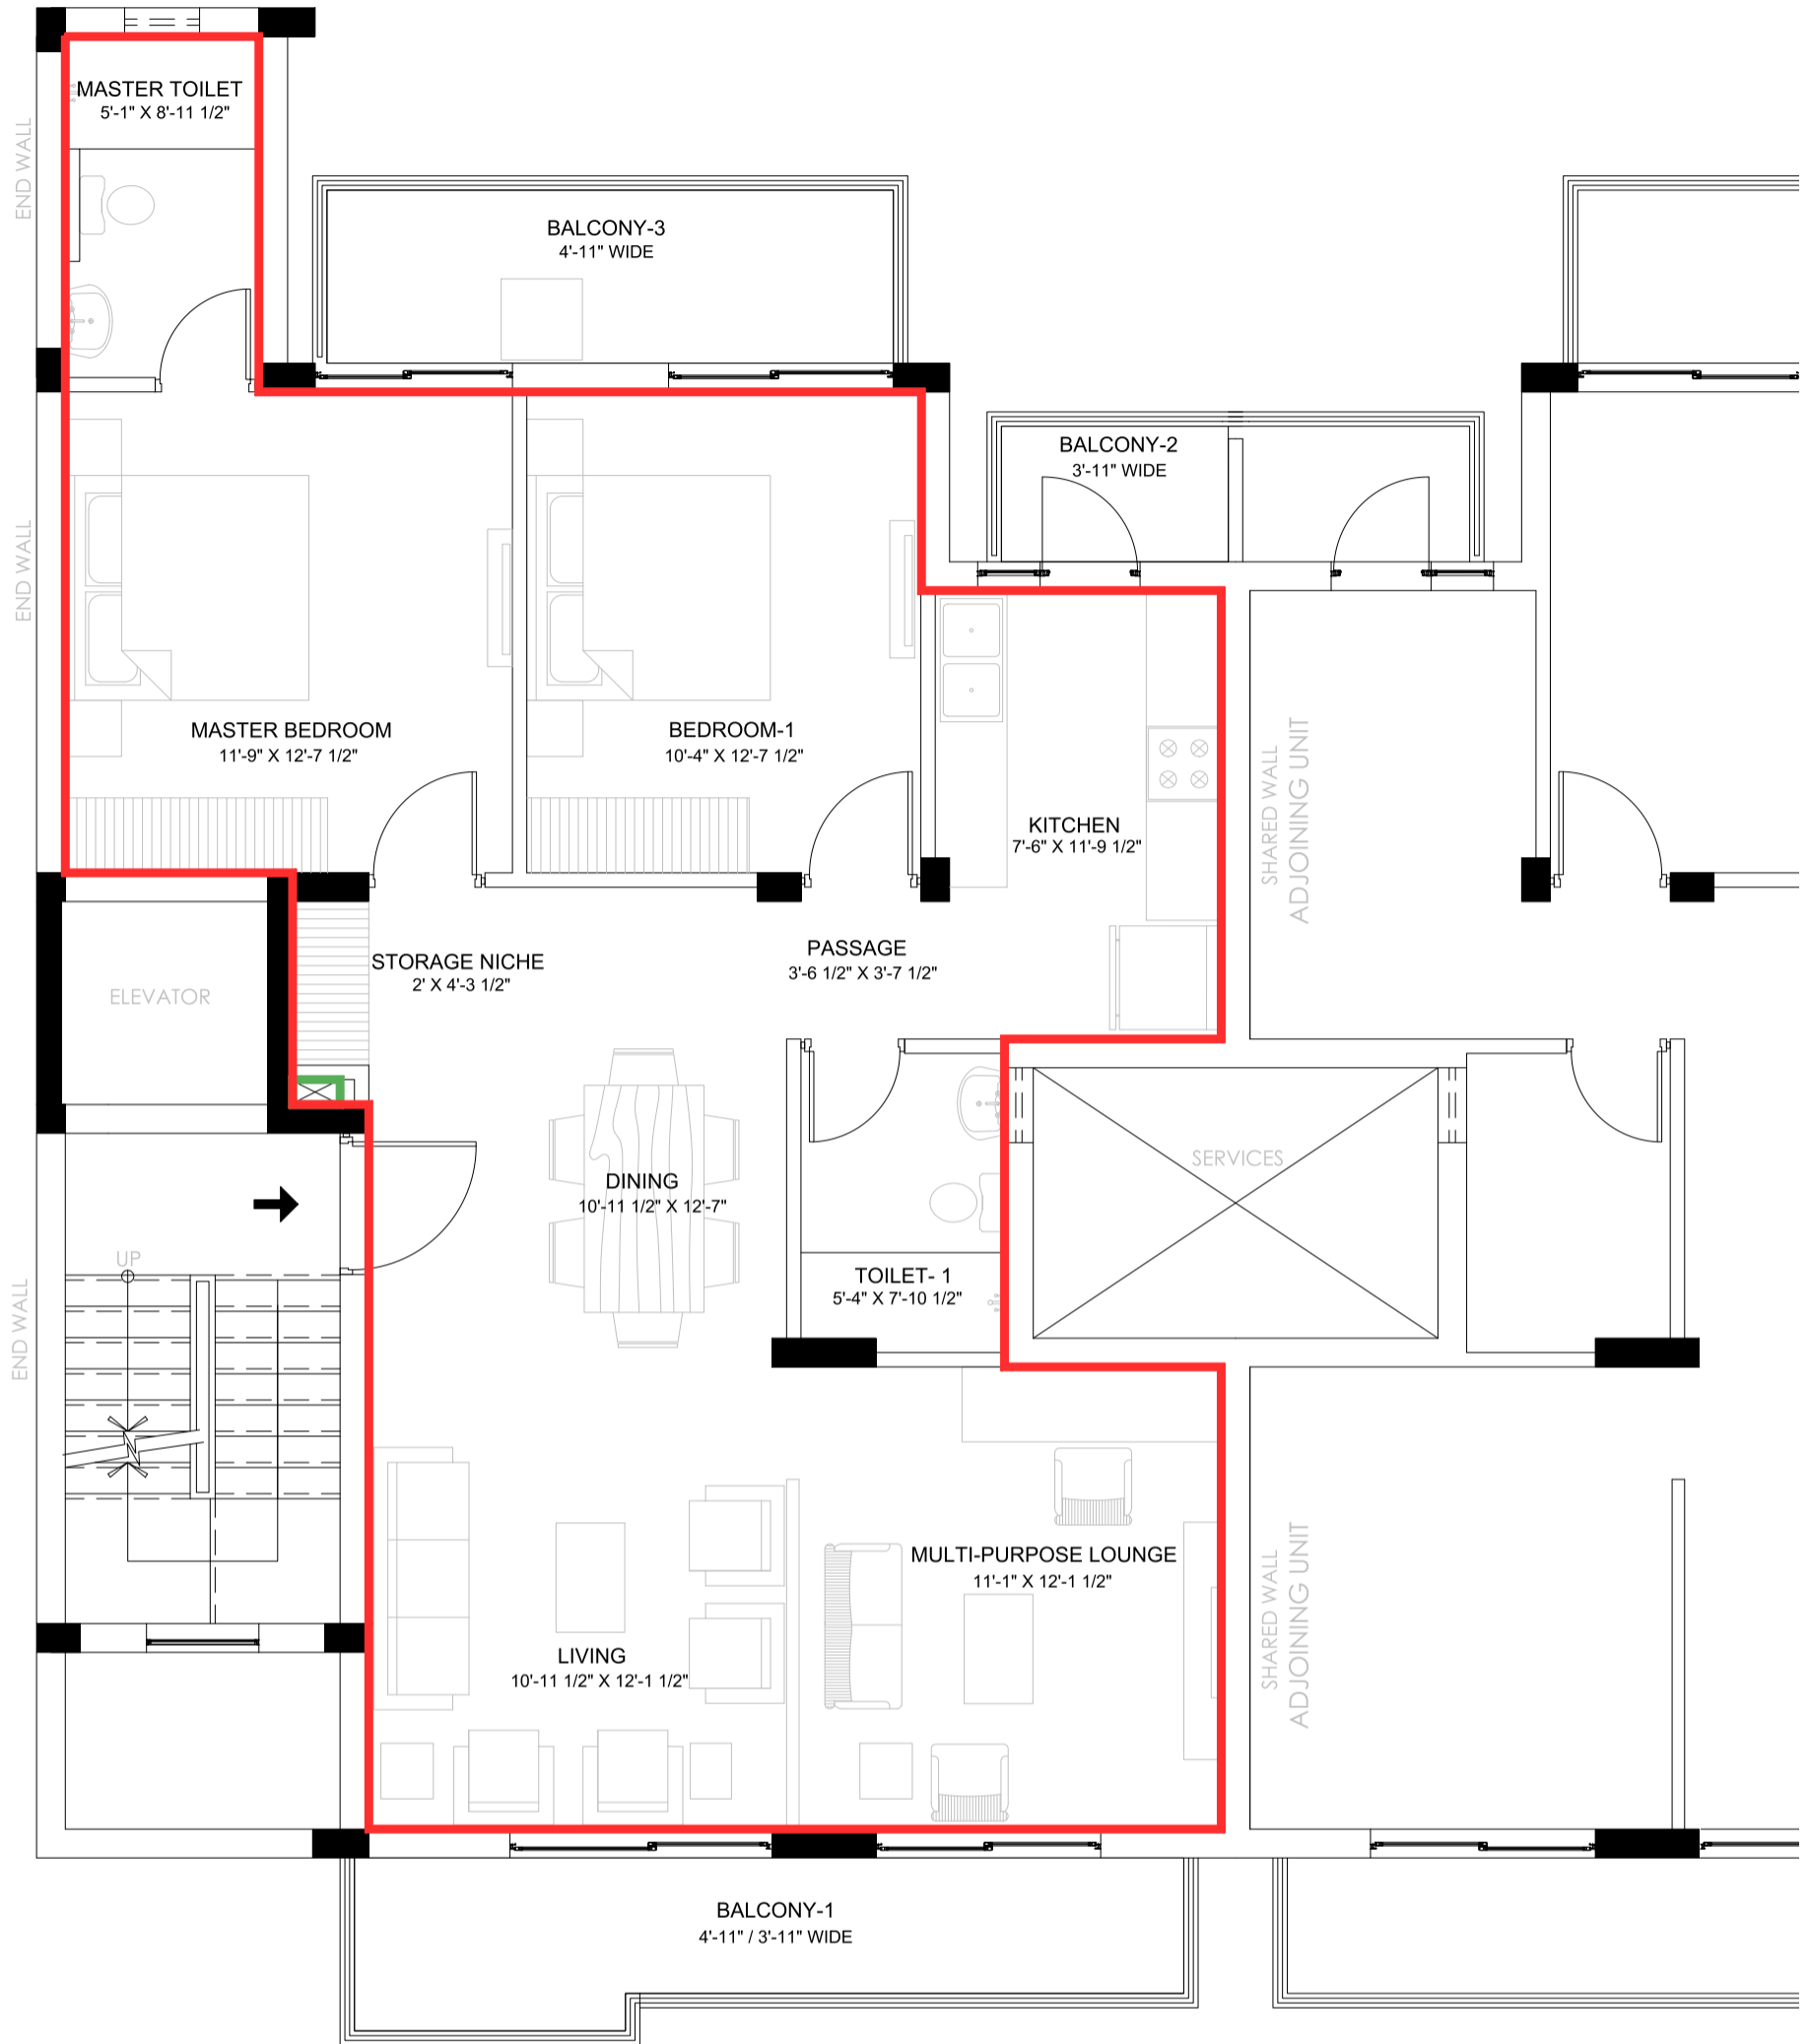 MASTER TOILET
5'-1" X 8'-11 1/2"
END WALL
BALCONY-3
4'-11" WIDE
BALCONY-2
3'-11" WIDE
END WALL
MASTER BEDROOM
11'-9" X 12'-7 1/2"
BEDROOM-1
10'-4" X 12'-7 1/2"
KITCHEN
7'-6" X 11'-9 1/2"
SHARED WALL
ADJOINING UNIT
STORAGE NICHE
2' X 4'-3 1/2"
PASSAGE
3'-6 1/2" X 3'-7 1/2"
ELEVATOR
DINING
10'-11 1/2" X 12'-7"
SERVICES
UP
TOILET- 1
5'-4" X 7'-10 1/2"
END WALL
MULTI-PURPOSE LOUNGE
11'-1" X 12'-1 1/2"
LIVING
10'-11 1/2" X 12'-1 1/2"
SHARED WALL
ADJOINING UNIT
BALCONY-1
4'-11" / 3'-11" WIDE